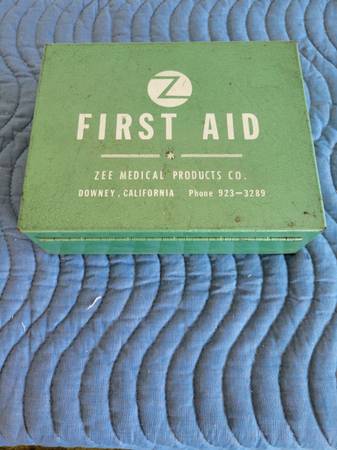 Z
FIRST AID
ZEE MEDICAL PRODUCTS CO.
DOWNEY, CALIFORNIA Phone 923-3289